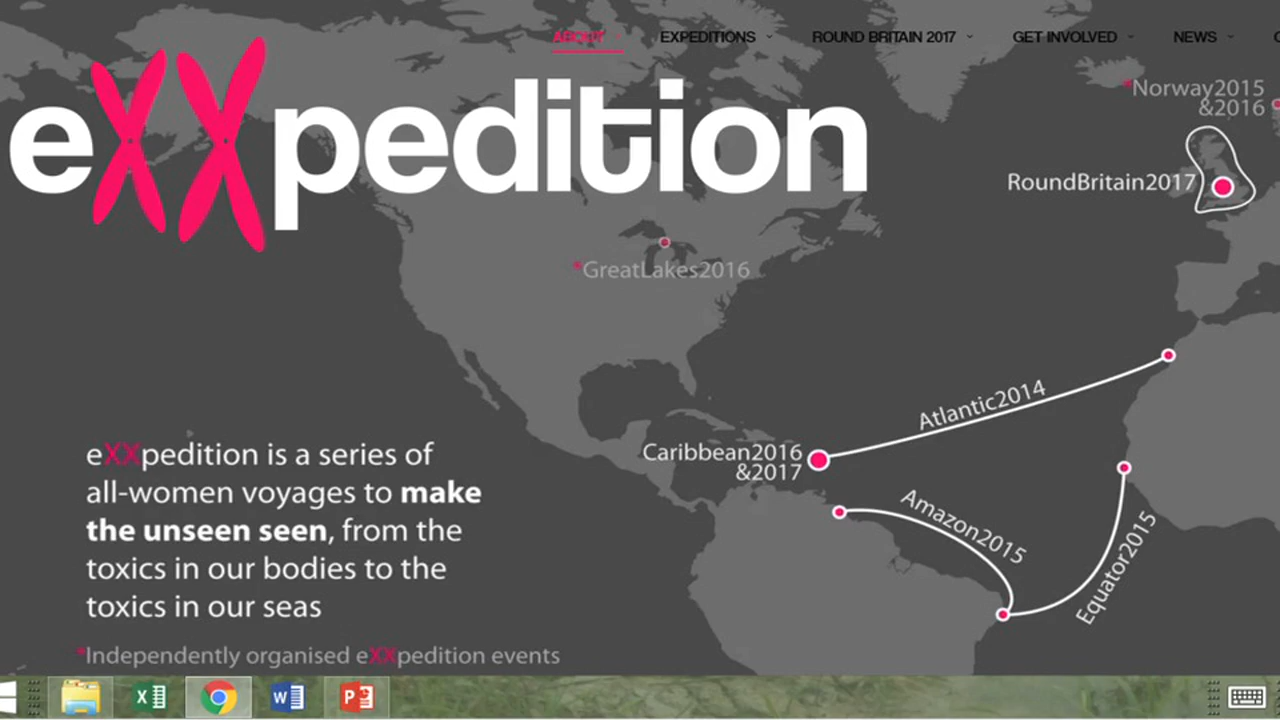 ABOUT
EXPEDITIONS
ROUND BRITAIN 2017
GET INVOLVED
NEWS
eXXpedition
*Norway2015
&2016
RoundBritain2017
*GreatLakes2016
Atlantic2014
Caribbean2016
&2017
Amazon2015
Equator2015
eXXpedition is a series of
all-women voyages to make
the unseen seen, from the
toxics in our bodies to the
toxics in our seas
*Independently organised eXXpedition events